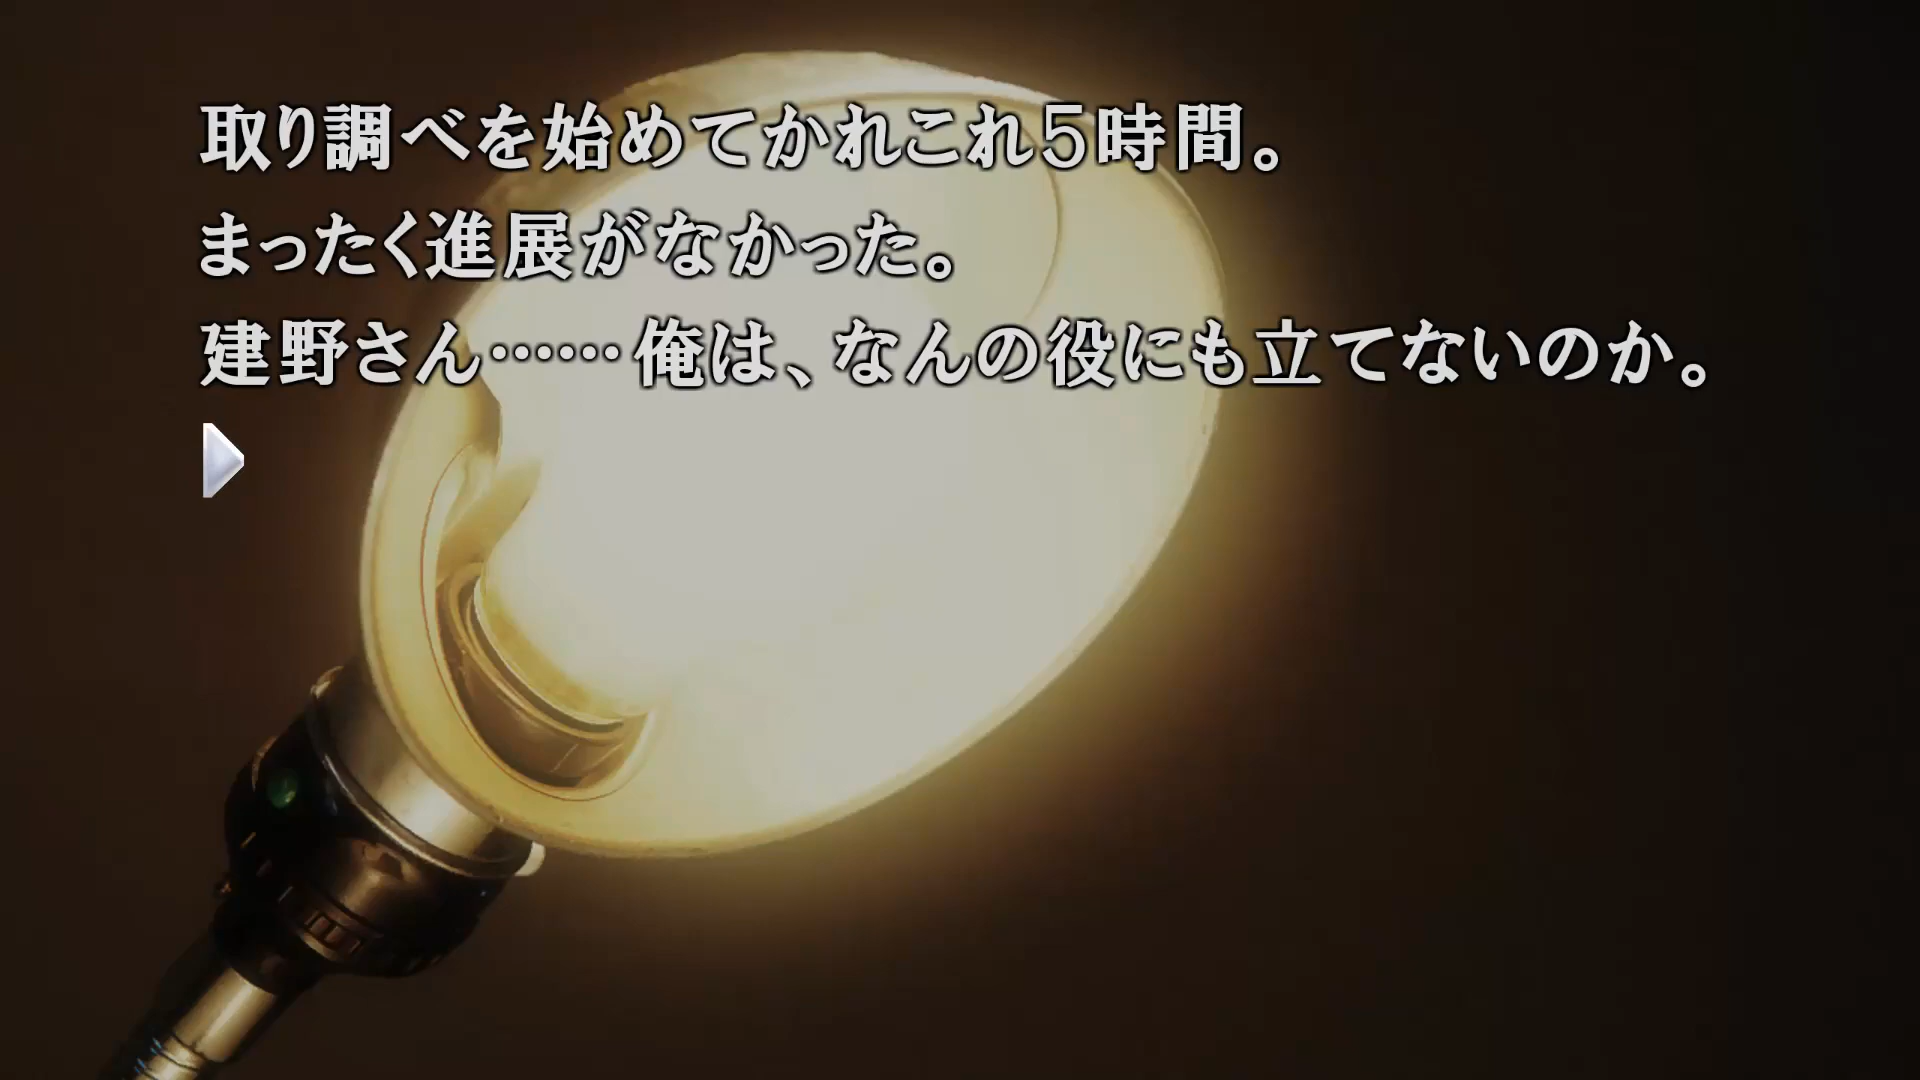 取り調べを始めてかれこれ5時間。
まったく進展がなかった。
建野さん……俺は、なんの役にも立てないのか。